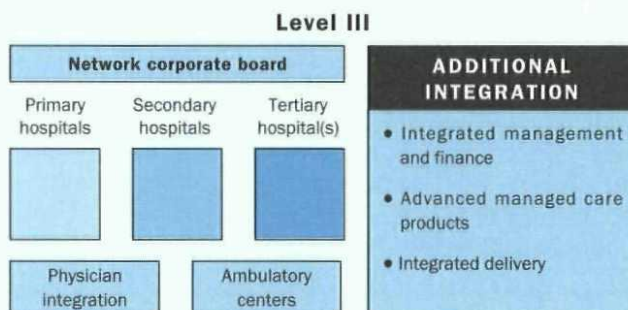 Level III
Network corporate board
Primary
hospitals
Secondary
hospitals
Tertiary
hospital(s)
Physician
integration
Ambulatory
centers
ADDITIONAL
INTEGRATION
• Integrated management
and finance
• Advanced managed care
products
• Integrated delivery